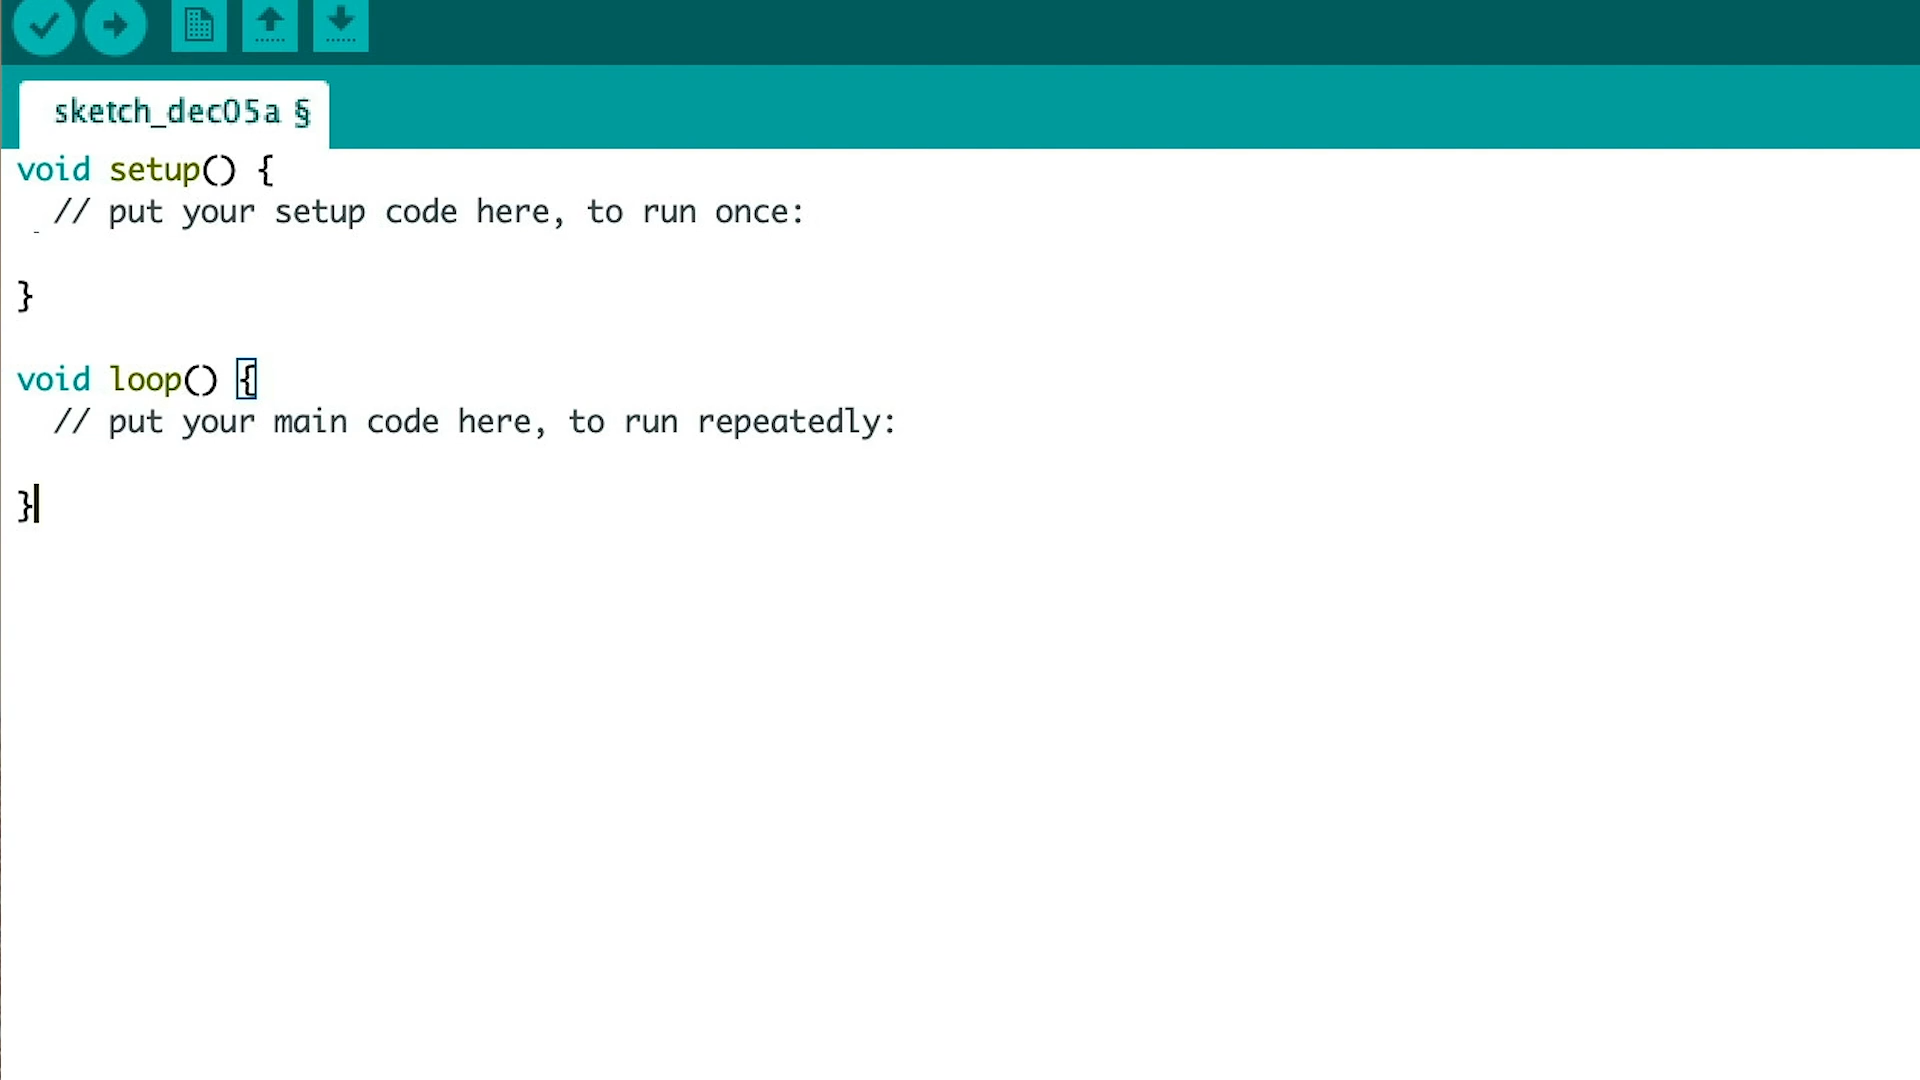 sketch_dec05a §
void setup() {
  // put your setup code here, to run once:
}
void loop() {
  // put your main code here, to run repeatedly:
}